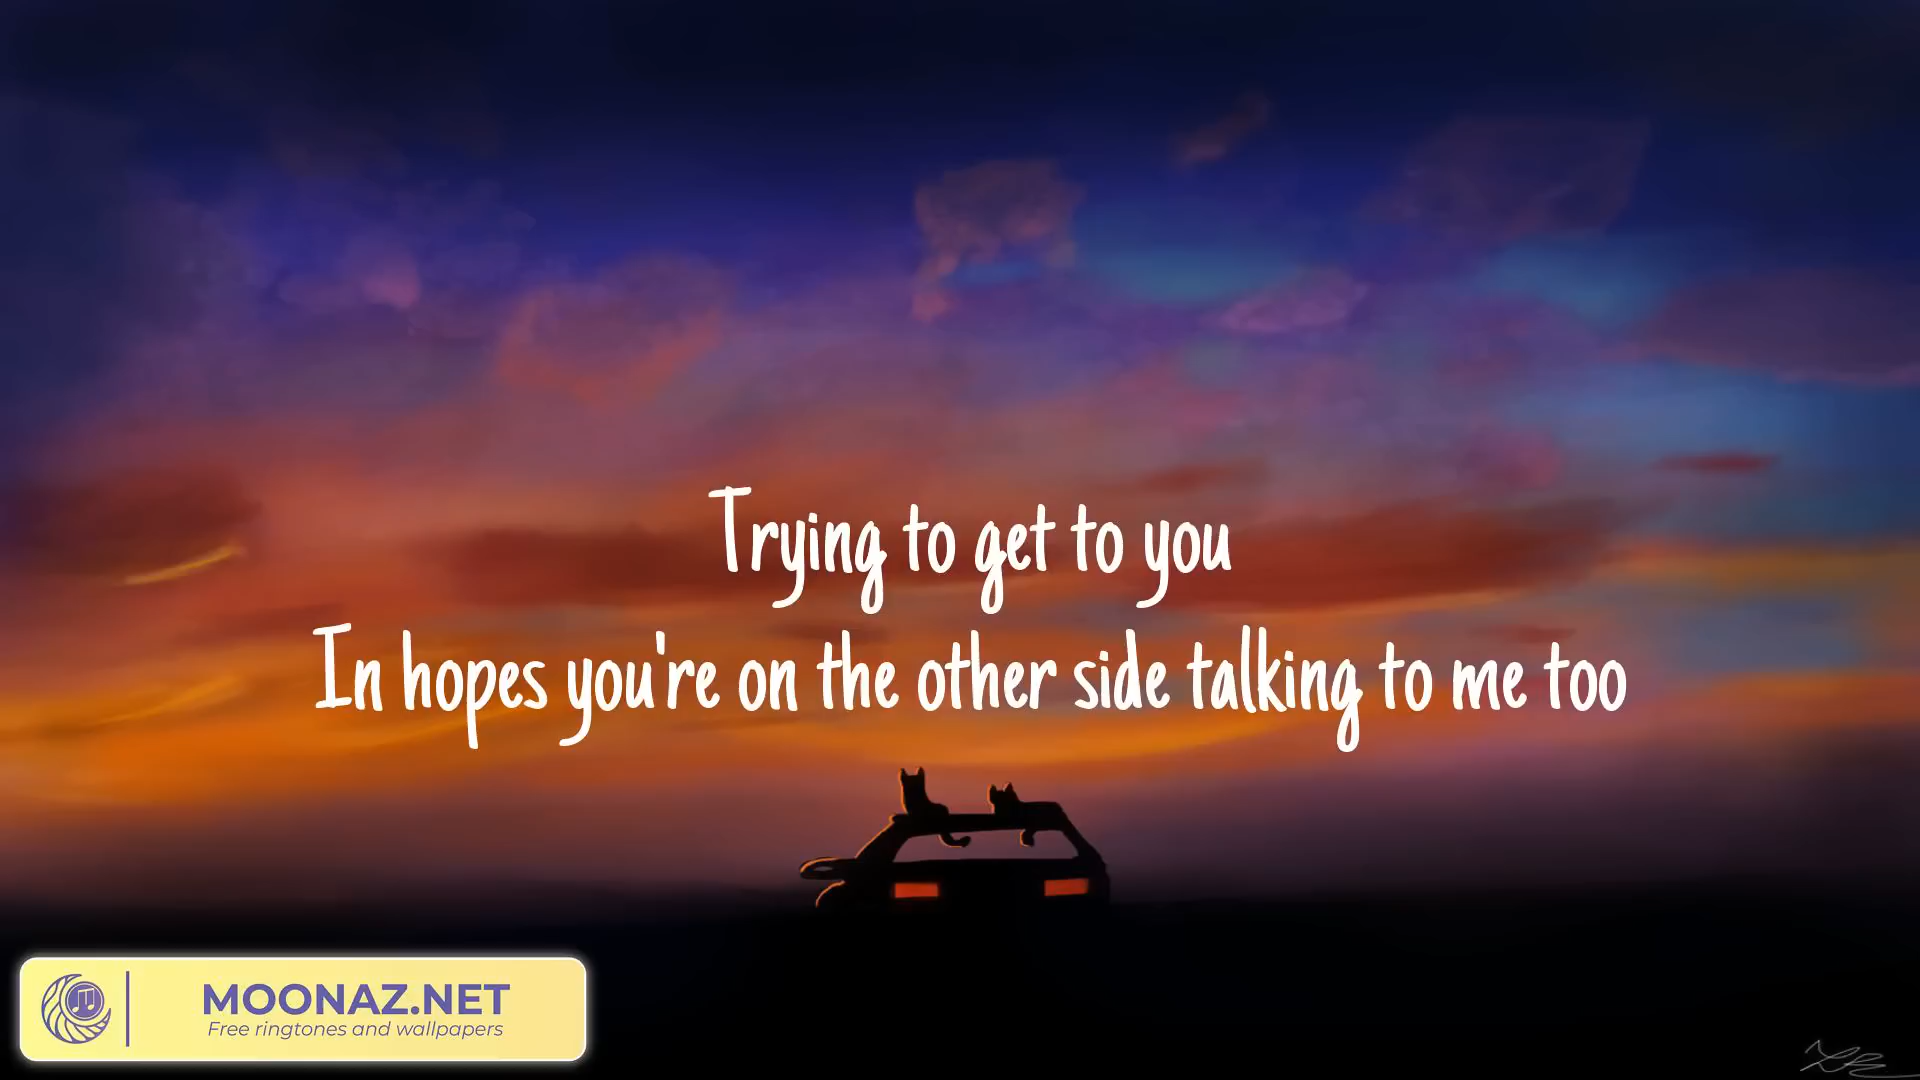 Trying to get to you
In hopes you're on the other side talking to me too
MOONAZ.NET
Free ringtones and wallpapers